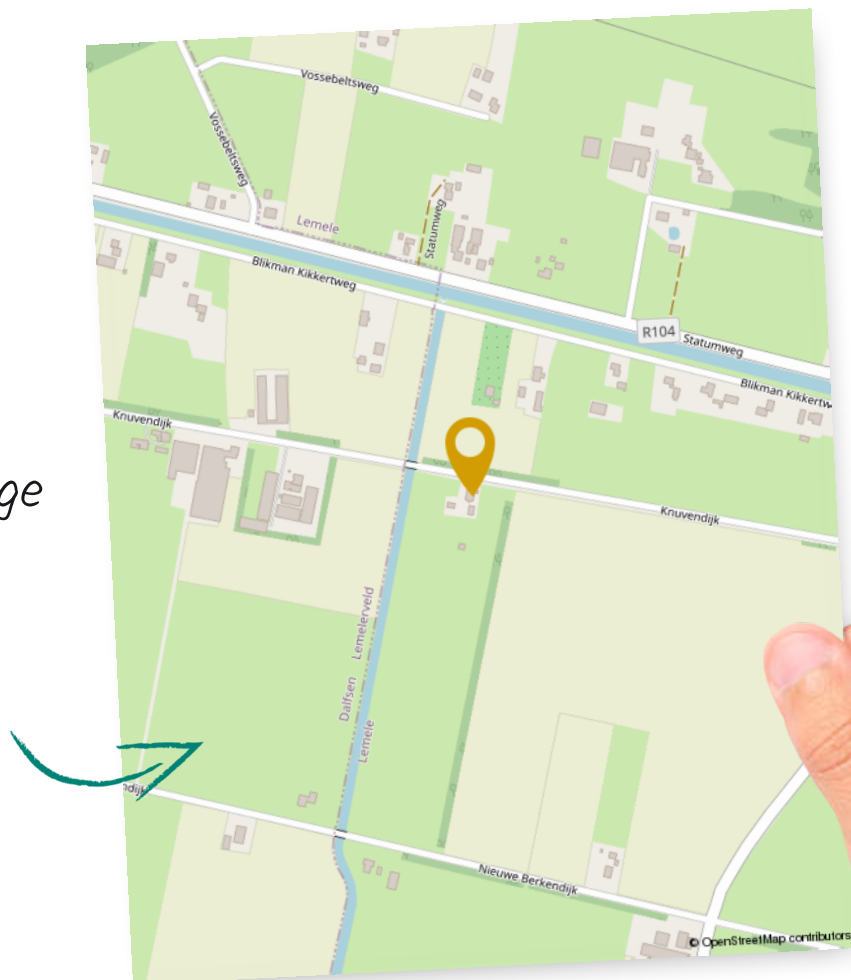 Vossebeltsweg
Vossebeltsweg
Lemele
Statumweg
Blikman Kikkertweg
R104
Statumweg
Blikman Kikkertw
Knuvendijk
ge
Knuvendijk
Lemelerveld
Dalfsen
Lemele
ndijk
Nieuwe Berkendijk
© OpenStreetMap contributors